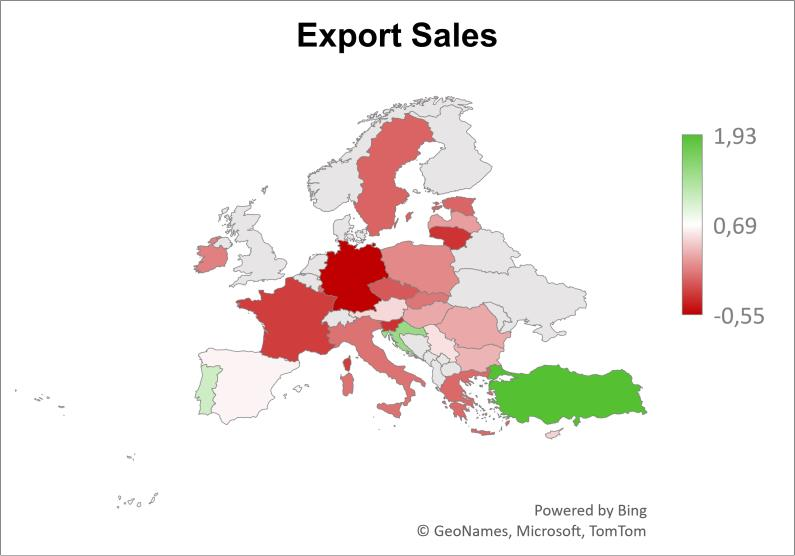 Export Sales
1,93
0,69
-0,55
Powered by Bing
© GeoNames, Microsoft, TomTom